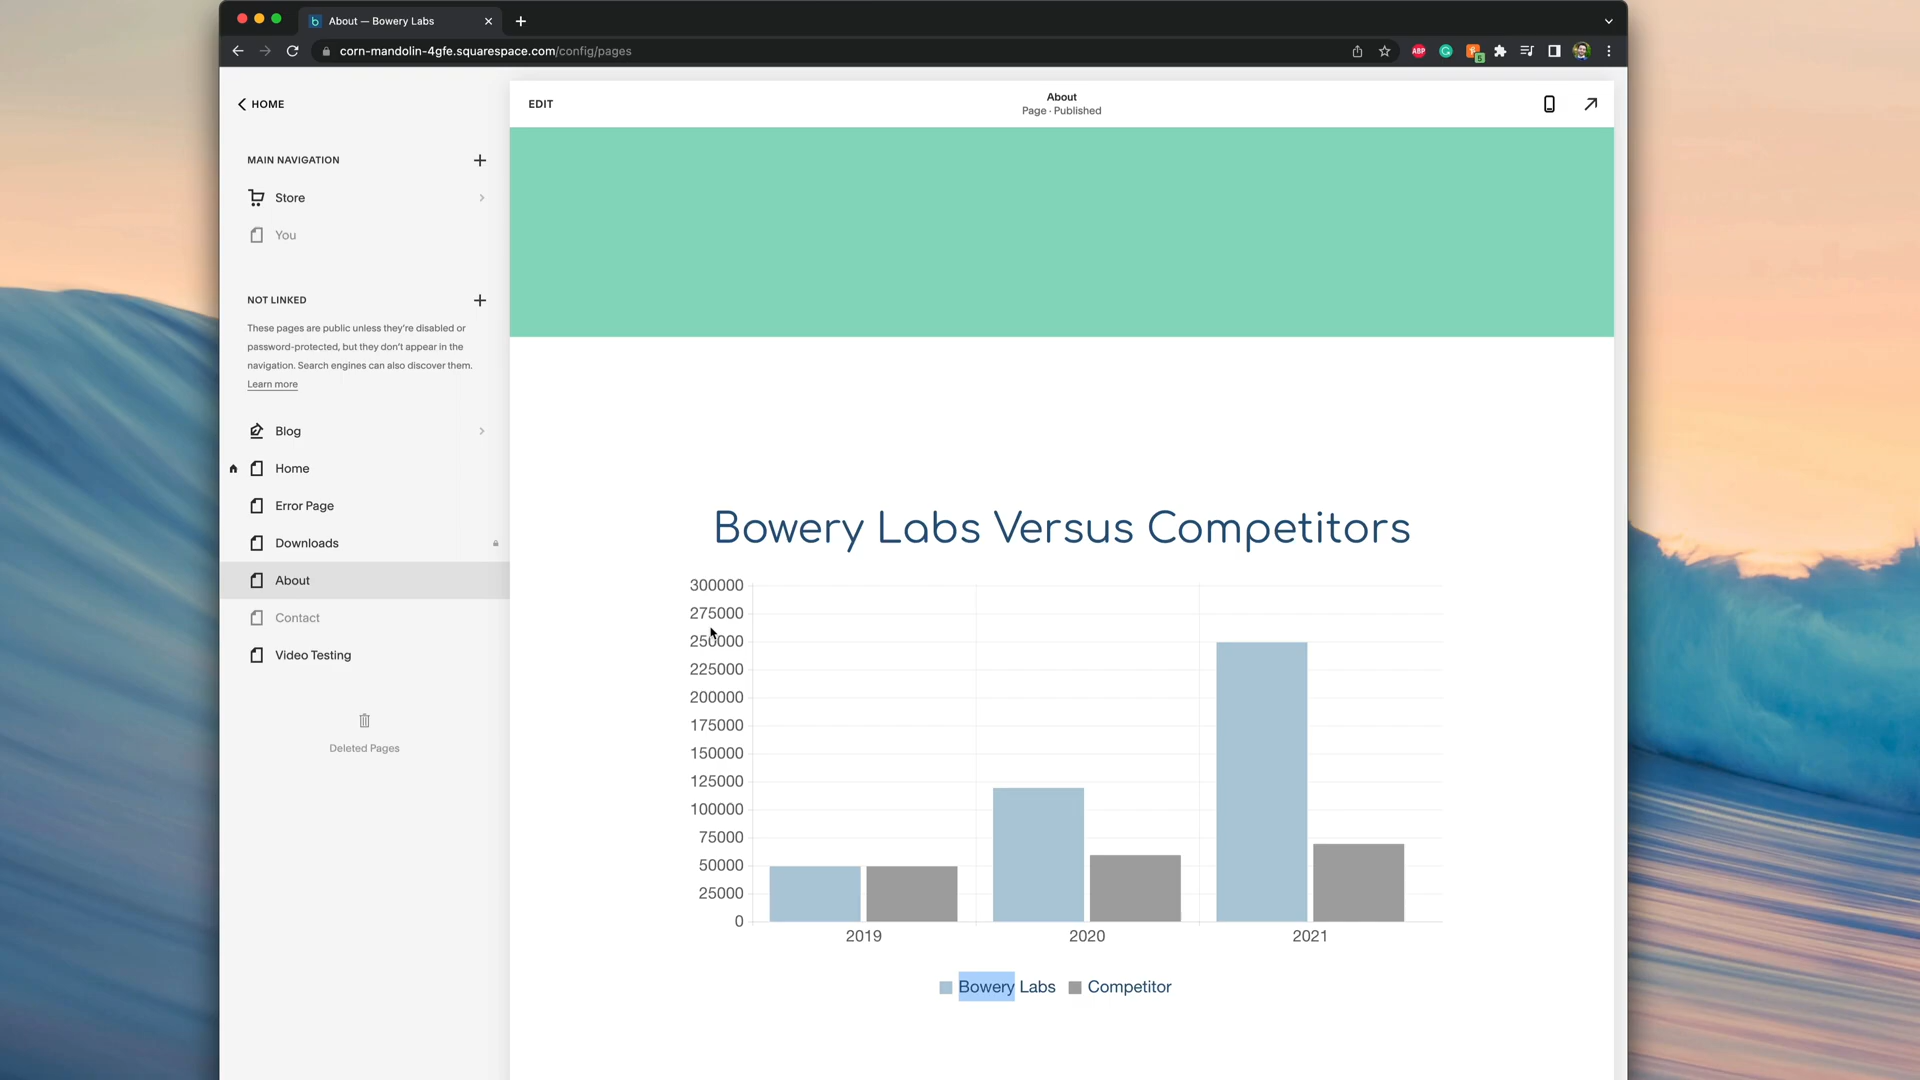 About — Bowery Labs
corn-mandolin-4gfe.squarespace.com/config/pages
ABP
5
HOME
EDIT
About
Page · Published
MAIN NAVIGATION
Store
You
NOT LINKED
These pages are public unless they're disabled or
password-protected, but they don't appear in the
navigation. Search engines can also discover them.
Learn more
Blog
Home
Error Page
Downloads
About
Contact
Video Testing
Deleted Pages
Bowery Labs Versus Competitors
300000
275000
250000
225000
200000
175000
150000
125000
100000
75000
50000
25000
0
2019 2020 2021
Bowery Labs Competitor